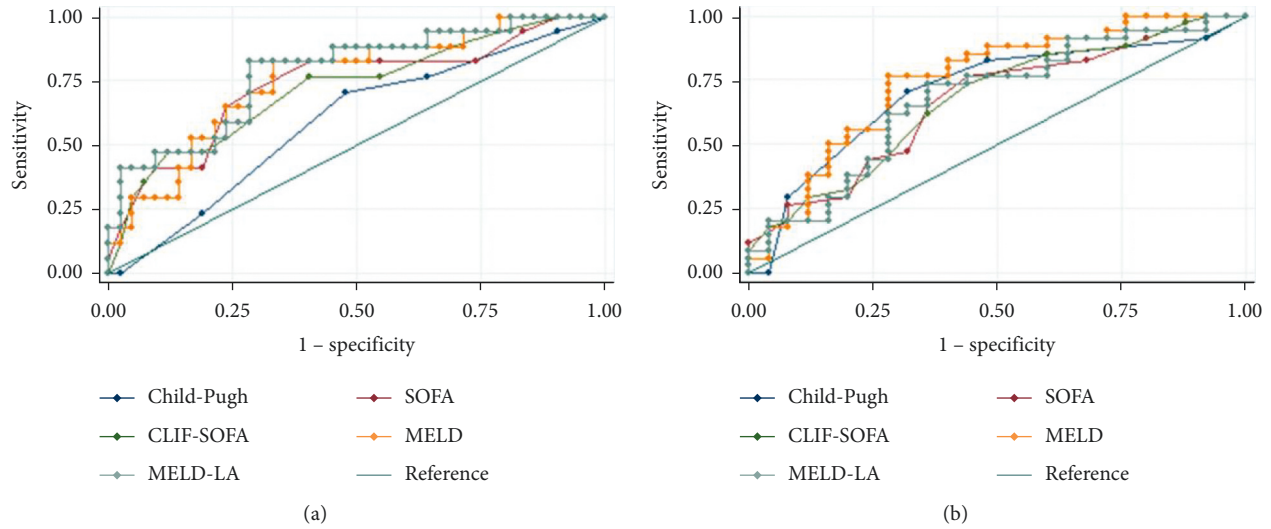 1.00
0.75
0.50
0.25
0.00
Sensitivity
0.00 0.25 0.50 0.75 1.00
1 – specificity
Child-Pugh SOFA
CLIF-SOFA MELD
MELD-LA Reference
(a)
1.00
0.75
0.50
0.25
0.00
Sensitivity
0.00 0.25 0.50 0.75 1.00
1 – specificity
Child-Pugh SOFA
CLIF-SOFA MELD
MELD-LA Reference
(b)